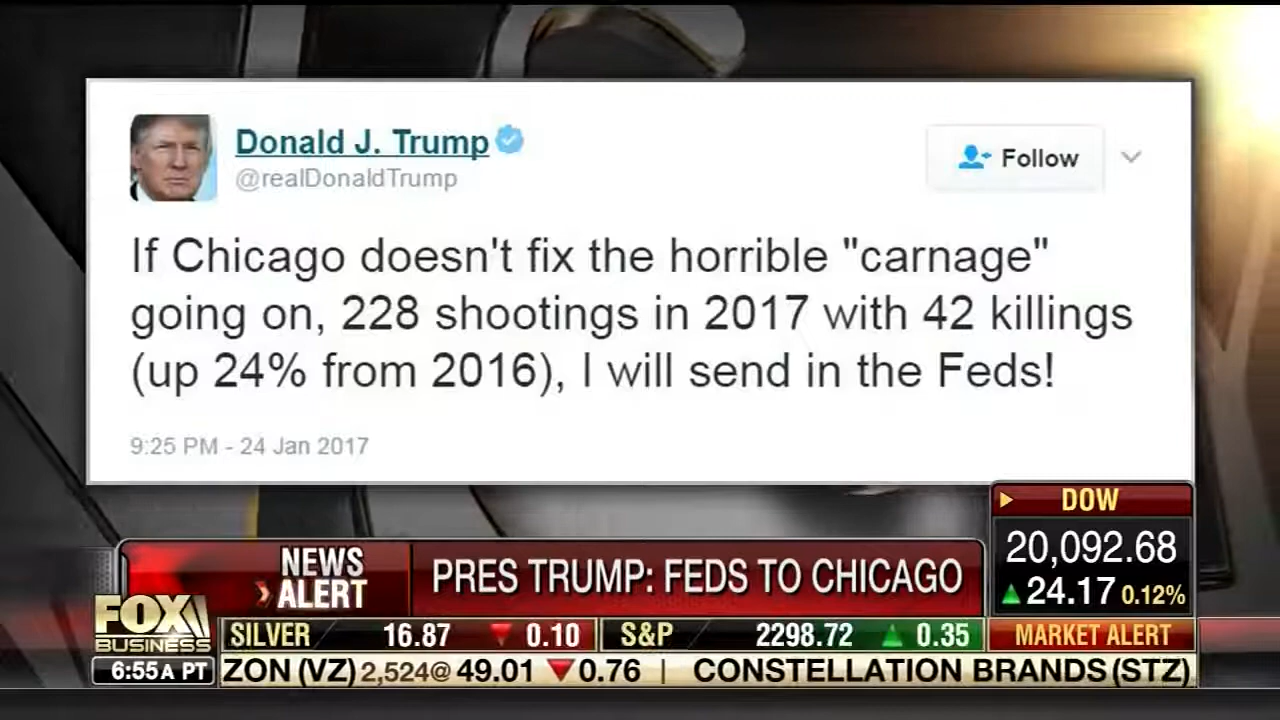 Donald J. Trump
@realDonaldTrump
Follow
If Chicago doesn't fix the horrible "carnage"
going on, 228 shootings in 2017 with 42 killings
(up 24% from 2016), I will send in the Feds!
9:25 PM - 24 Jan 2017
DOW
20,092.68
24.17 0.12%
MARKET ALERT
NEWS
ALERT
PRES TRUMP: FEDS TO CHICAGO
FOX
BUSINESS
SILVER 16.87 0.10 S&P 2298.72 0.35
6:55A PT
ZON (VZ) 2,524@ 49.01 0.76 | CONSTELLATION BRANDS (STZ)